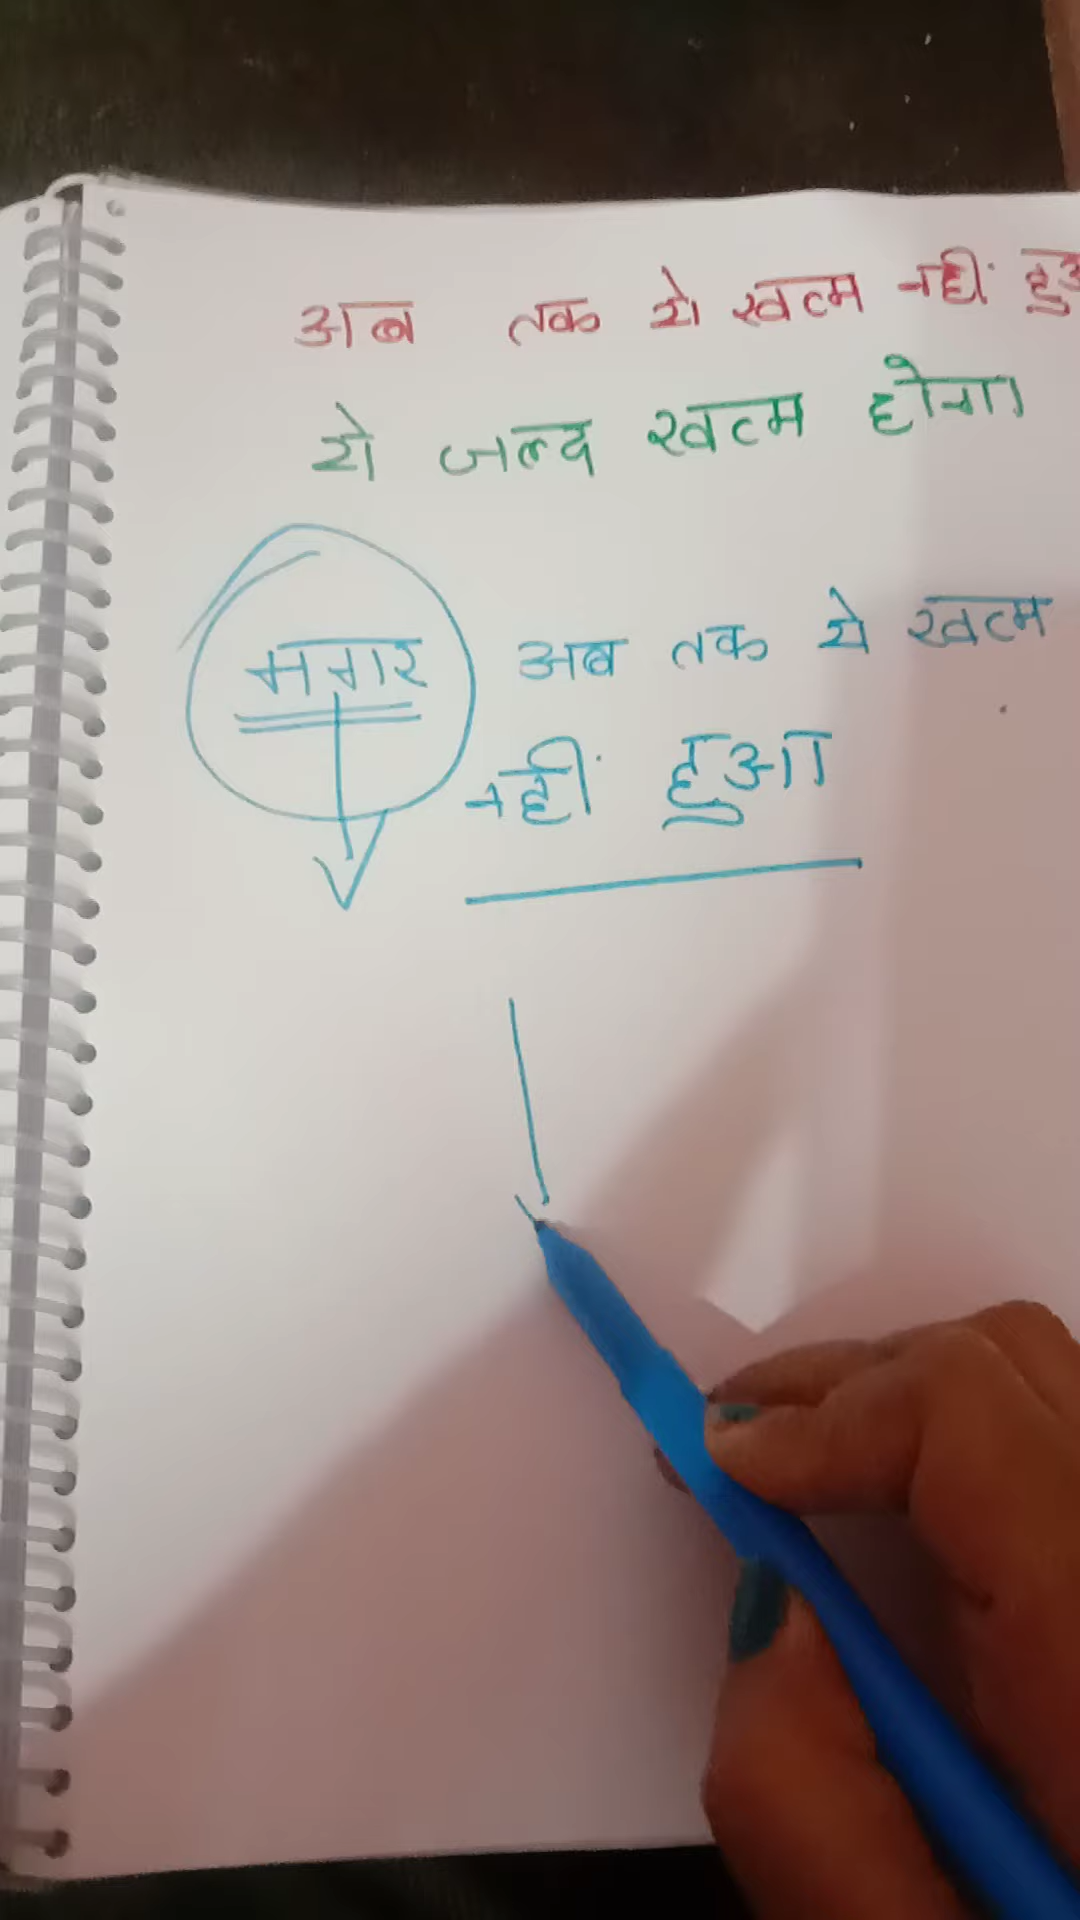 अब तक ये खत्म नहीं हुआ
ये जल्द खत्म होगा
मगर अब तक ये खत्म
नहीं हुआ